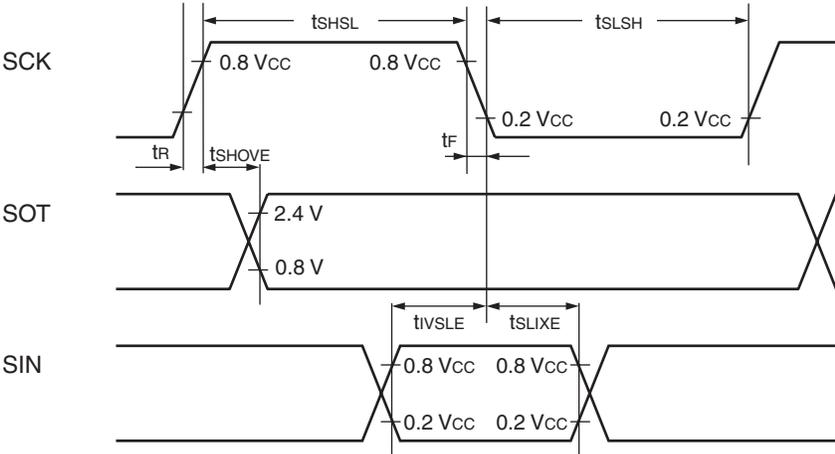 tSHSL
tSLSH
SCK
0.8 VCC
0.8 VCC
0.2 VCC
0.2 VCC
tR
tSHOVE
tF
SOT
2.4 V
0.8 V
tIVSLE
tSLIXE
SIN
0.8 VCC
0.8 VCC
0.2 VCC
0.2 VCC